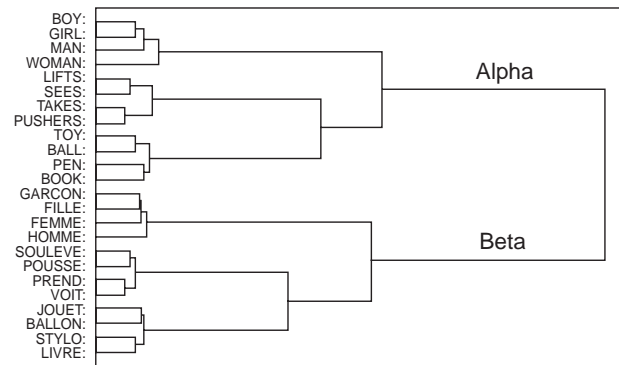 BOY:
GIRL:
MAN:
WOMAN:
LIFTS:
SEES:
TAKES:
PUSHERS:
TOY:
BALL:
PEN:
BOOK:
GARCON:
FILLE:
FEMME:
HOMME:
SOULEVE:
POUSSE:
PREND:
VOIT:
JOUET:
BALLON:
STYLO:
LIVRE:
Alpha
Beta